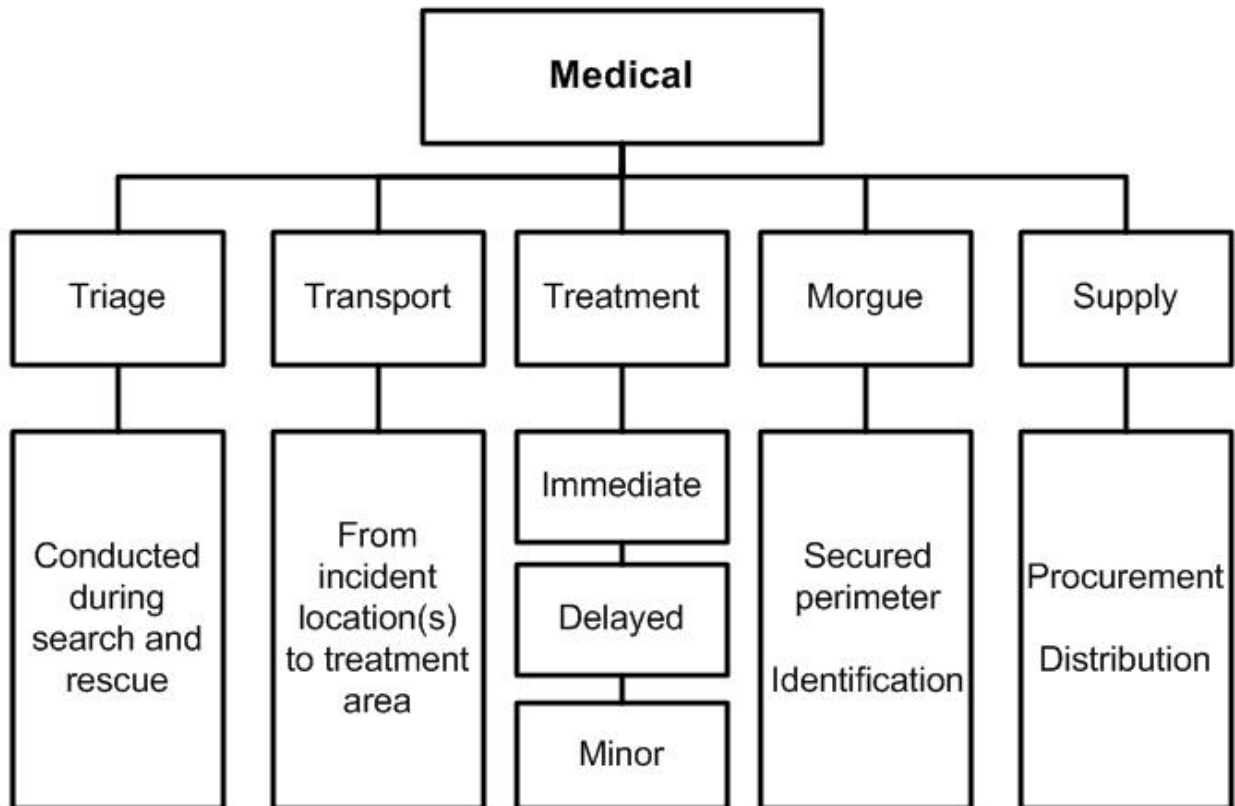 Medical
Triage
Transport
Treatment
Morgue
Supply
Conducted
during
search and
rescue
From
incident
location(s)
to treatment
area
Immediate
Delayed
Minor
Secured
perimeter
Identification
Procurement
Distribution